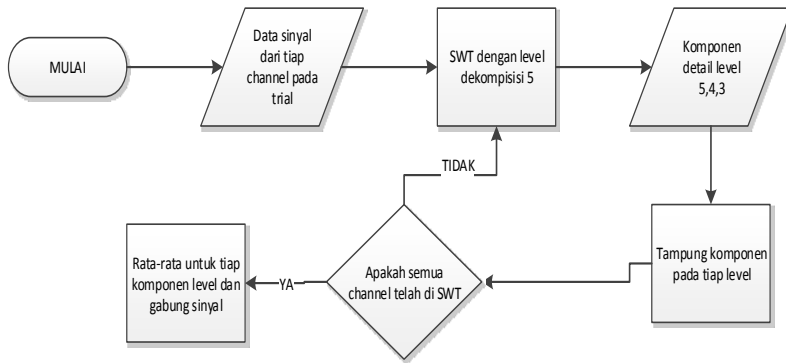 MULAI
Data sinyal
dari tiap
channel pada
trial
SWT dengan level
dekompisisi 5
Komponen
detail level
5,4,3
TIDAK
Rata-rata untuk tiap
komponen level dan
gabung sinyal
YA
Apakah semua
channel telah di SWT
Tampung komponen
pada tiap level